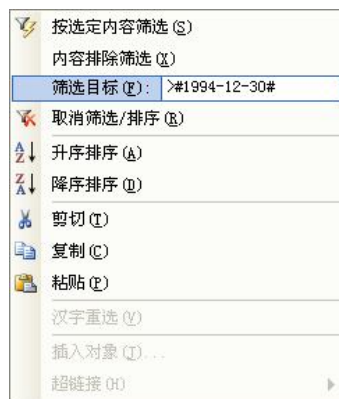 按选定内容筛选(S)
内容排除筛选(X)
筛选目标(F): >#1994-12-30#
取消筛选/排序(R)
升序排序(A)
降序排序(D)
剪切(T)
复制(C)
粘贴(P)
汉字重选(V)
插入对象(I)...
超链接(H)